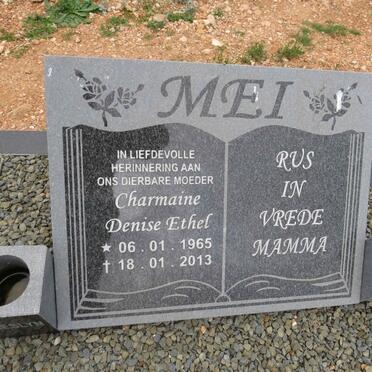 MEI
IN LIEFDEVOLLE
HERINNERING AAN
ONS DIERBARE MOEDER
Charmaine
Denise Ethel
★ 06 . 01 . 1965
† 18 . 01 . 2013
RUS
IN
VREDE
MAMMA